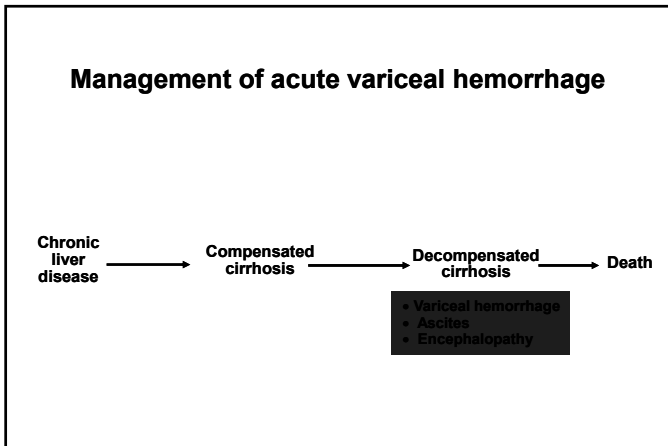 Management of acute variceal hemorrhage
Chronic
liver
disease
Compensated
cirrhosis
Decompensated
cirrhosis
Death
• Variceal hemorrhage
• Ascites
• Encephalopathy